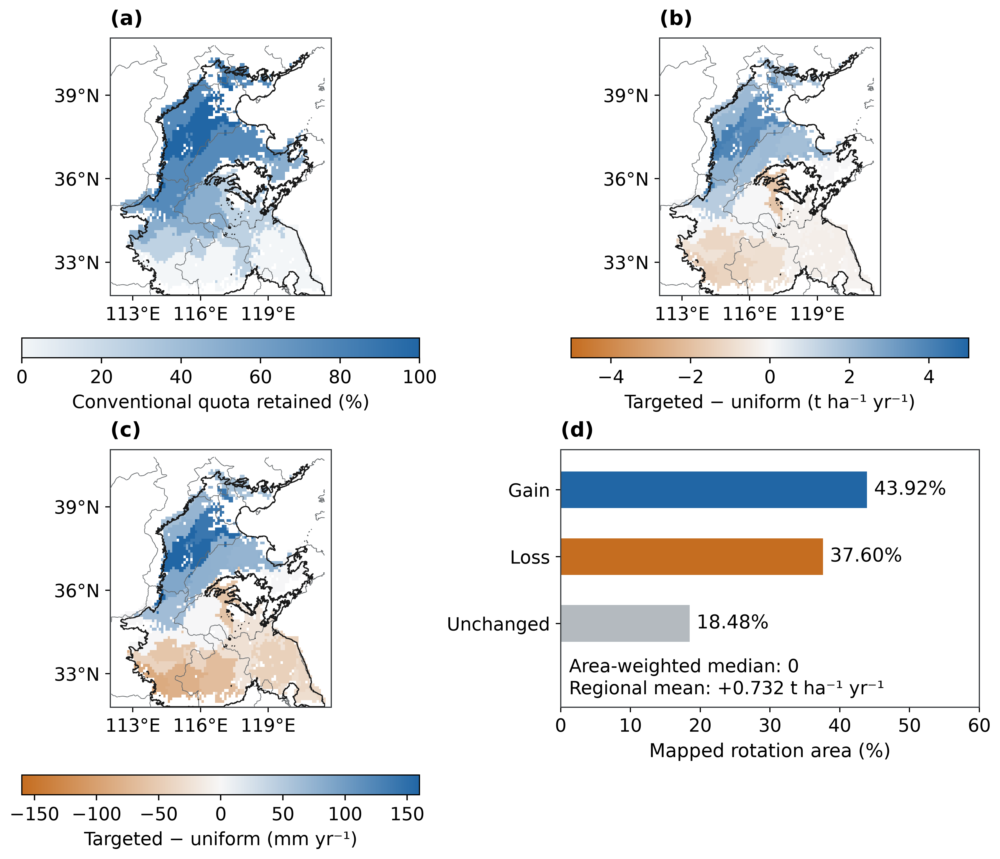 (a)
39°N
36°N
33°N
113°E 116°E 119°E
0 20 40 60 80 100
Conventional quota retained (%)
(b)
39°N
36°N
33°N
113°E 116°E 119°E
−4 −2 0 2 4
Targeted − uniform (t ha⁻¹ yr⁻¹)
(c)
39°N
36°N
33°N
113°E 116°E 119°E
−150 −100 −50 0 50 100 150
Targeted − uniform (mm yr⁻¹)
(d)
Gain 43.92%
Loss 37.60%
Unchanged 18.48%
Area-weighted median: 0
Regional mean: +0.732 t ha⁻¹ yr⁻¹
0 10 20 30 40 50 60
Mapped rotation area (%)